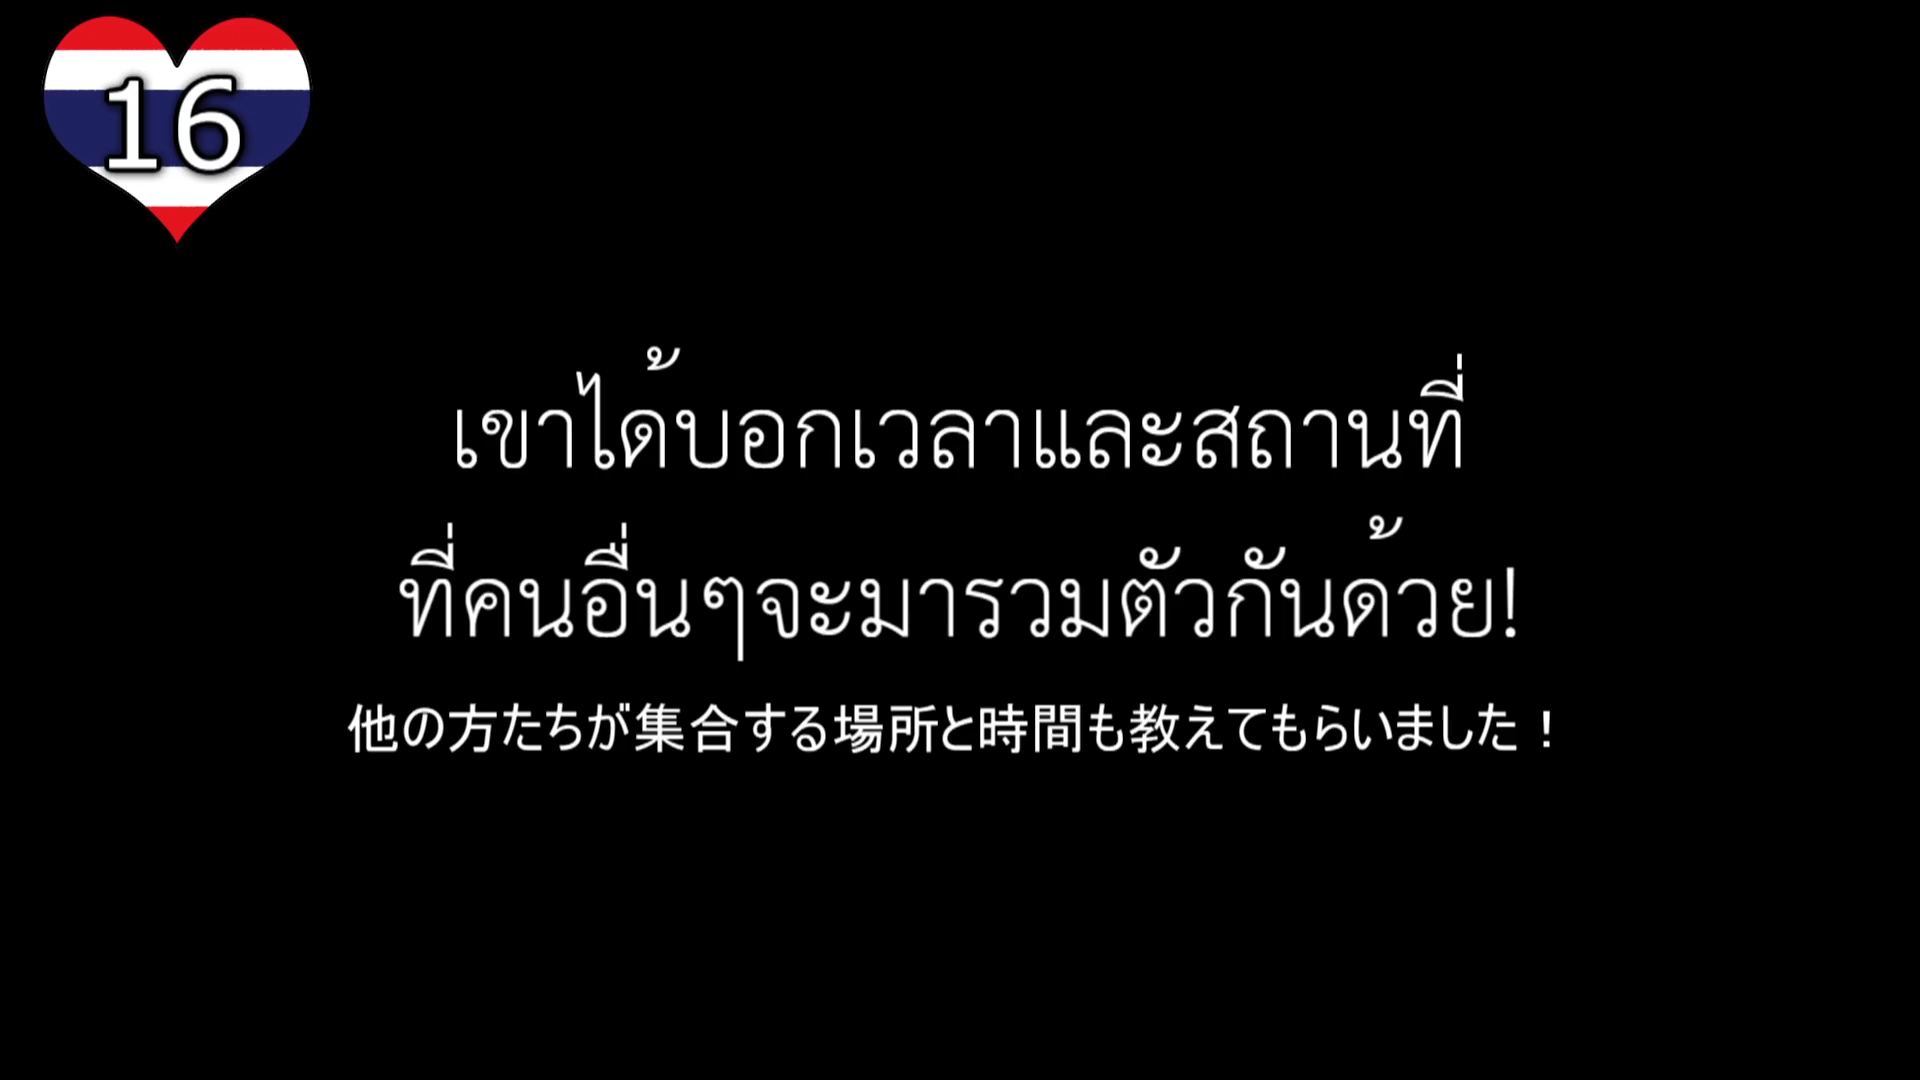 16
เขาได้บอกเวลาและสถานที่
ที่คนอื่นๆจะมารวมตัวกันด้วย!
他の方たちが集合する場所と時間も教えてもらいました！